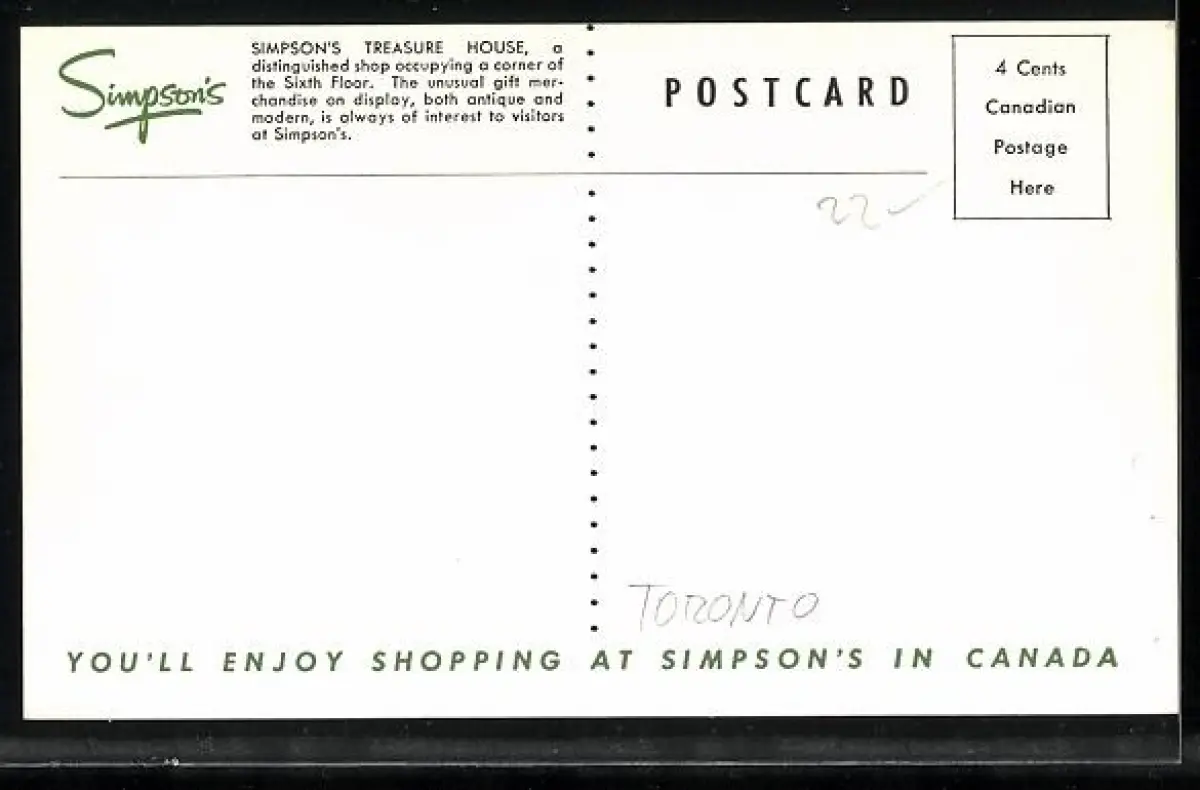 Simpson's
SIMPSON'S TREASURE HOUSE, a
distinguished shop occupying a corner of
the Sixth Floor. The unusual gift mer-
chandise on display, both antique and
modern, is always of interest to visitors
at Simpson's.
POSTCARD
4 Cents
Canadian
Postage
Here
22
TORONTO
YOU'LL ENJOY SHOPPING AT SIMPSON'S IN CANADA